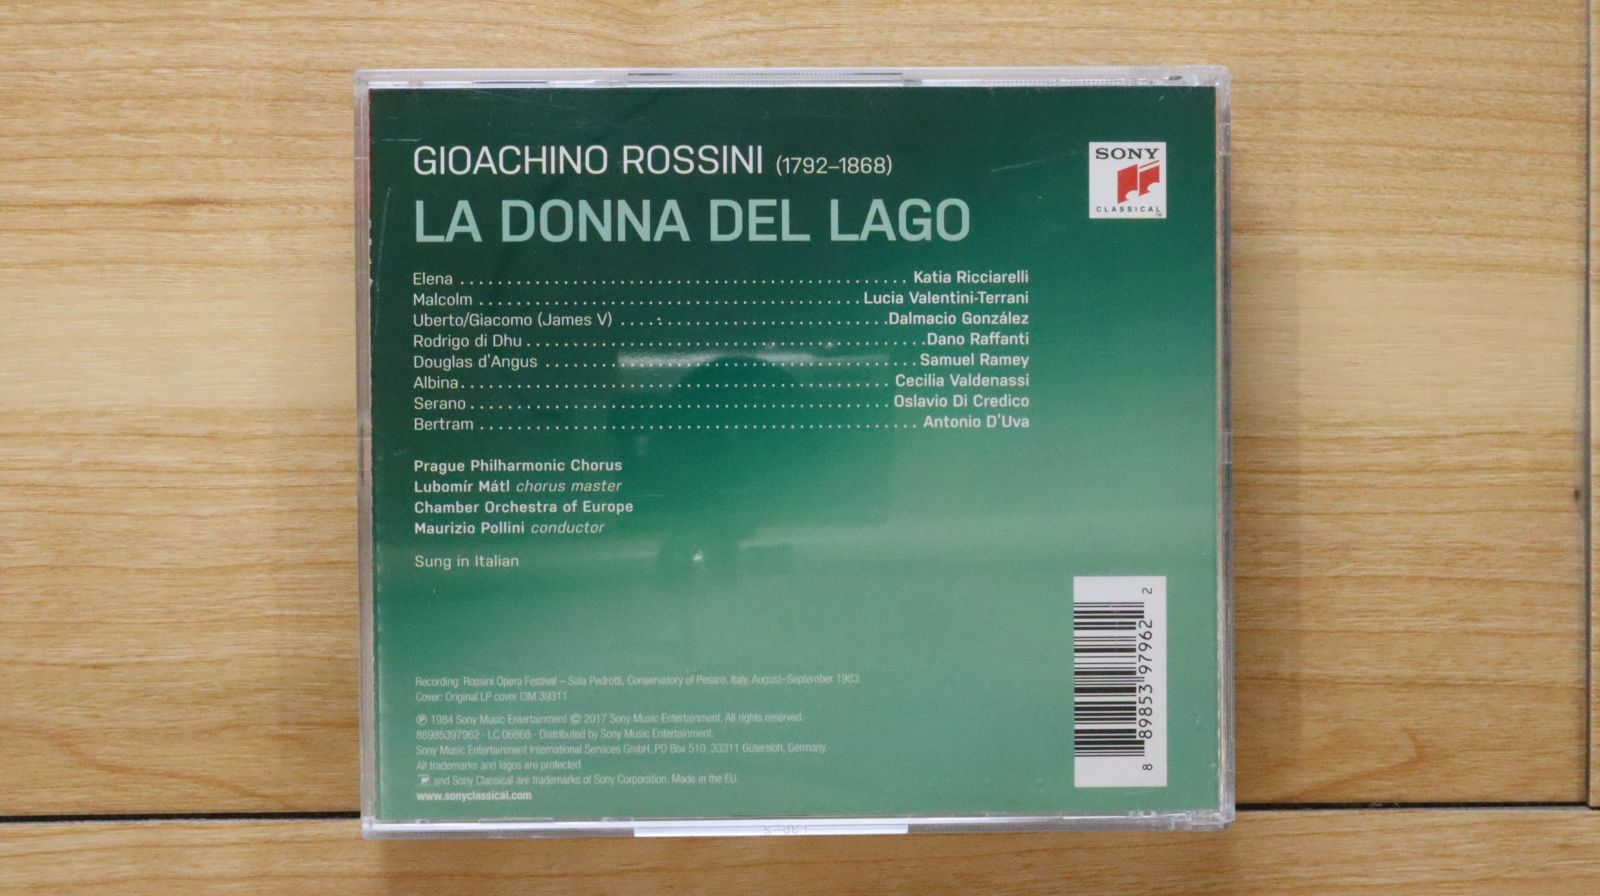 GIOACHINO ROSSINI (1792–1868)
SONY
CLASSICAL
LA DONNA DEL LAGO
Elena Katia Ricciarelli
Malcolm Lucia Valentini-Terrani
Uberto/Giacomo (James V) Dalmacio González
Rodrigo di Dhu Dano Raffanti
Douglas d'Angus Samuel Ramey
Albina Cecilia Valdenassi
Serano Oslavio Di Credico
Bertram Antonio D'Uva
Prague Philharmonic Chorus
Lubomír Mátl chorus master
Chamber Orchestra of Europe
Maurizio Pollini conductor
Sung in Italian
Recording: Rossini Opera Festival – Sala Pedrotti, Conservatory of Pesaro, Italy, August–September 1983
Cover: Original LP cover I3M 39311
℗ 1984 Sony Music Entertainment © 2017 Sony Music Entertainment. All rights reserved.
88985397962 · LC 06868 · Distributed by Sony Music Entertainment.
Sony Music Entertainment International Services GmbH, PO Box 510, 33311 Gütersloh, Germany.
All trademarks and logos are protected.
and Sony Classical are trademarks of Sony Corporation. Made in the EU.
www.sonyclassical.com
8 89853 97962 2